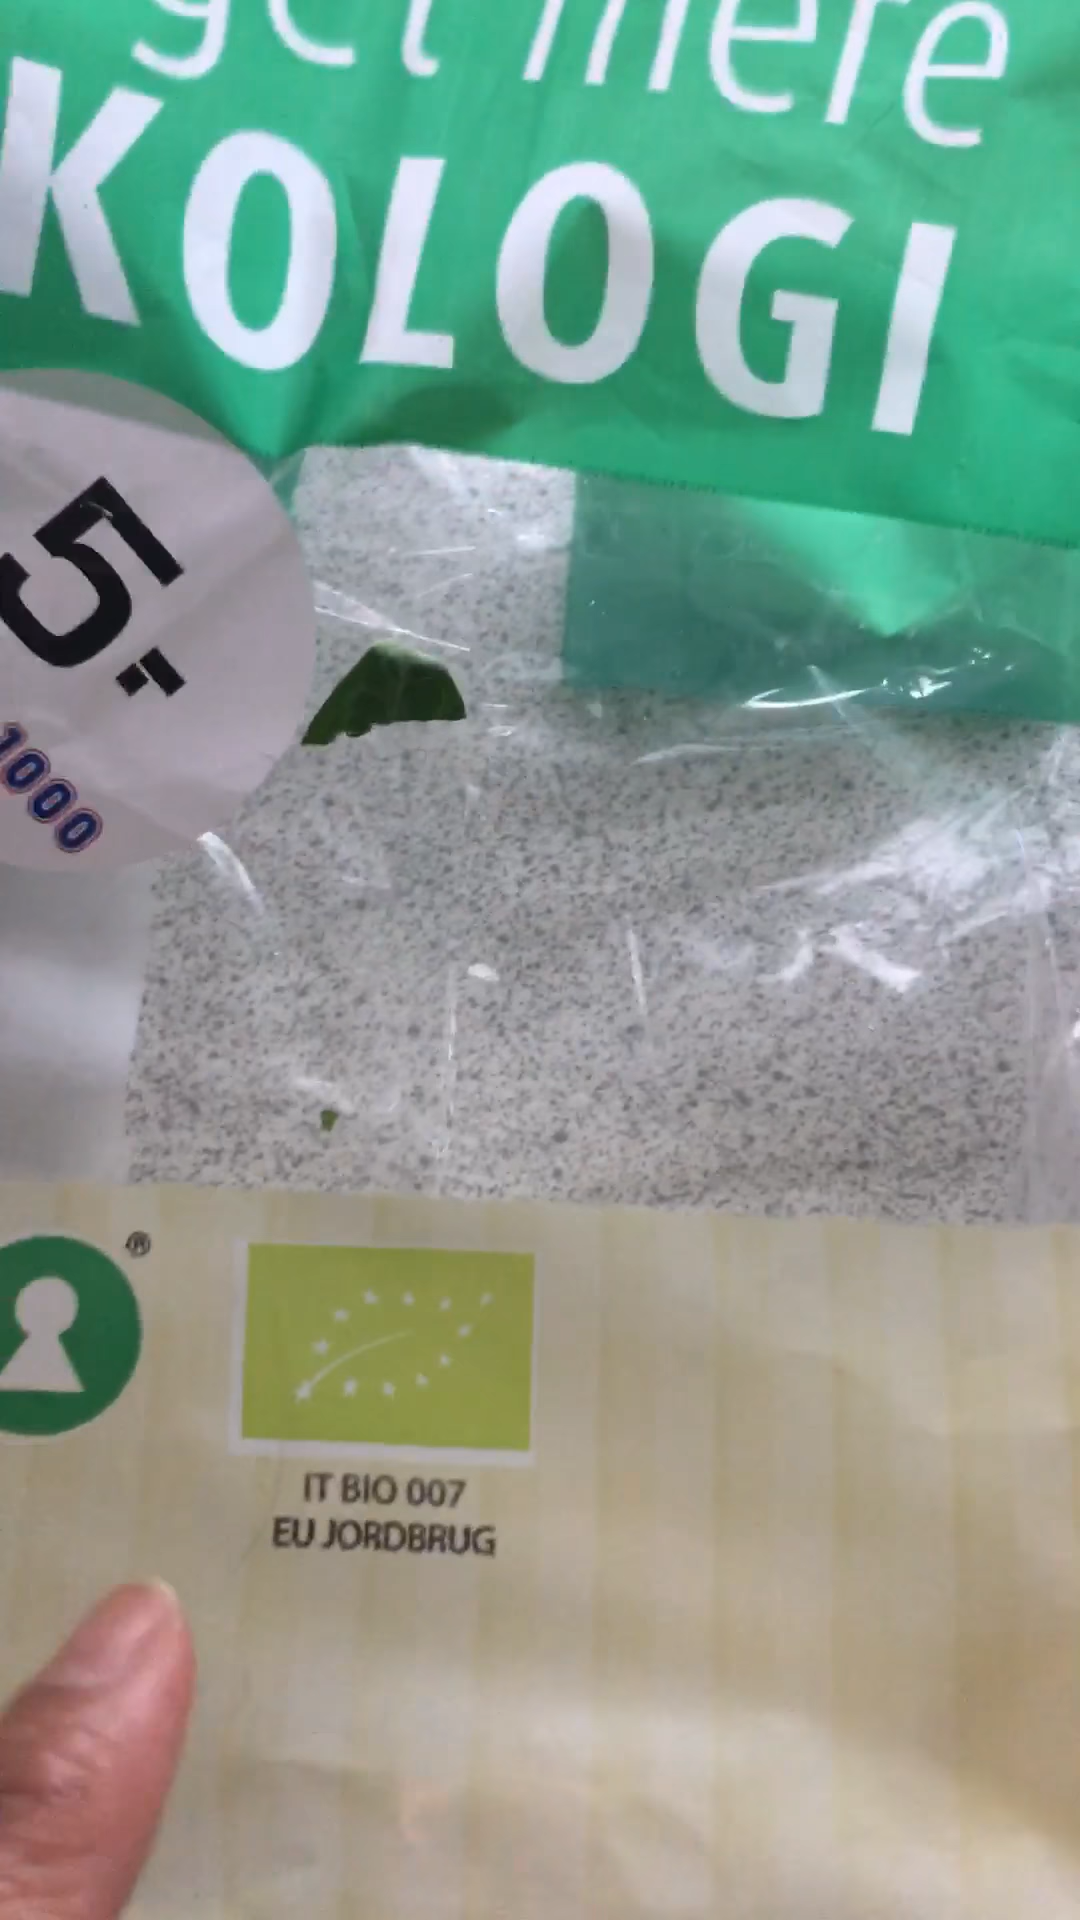 get mere
KOLOGI
5.-
1000
®
IT BIO 007
EU JORDBRUG